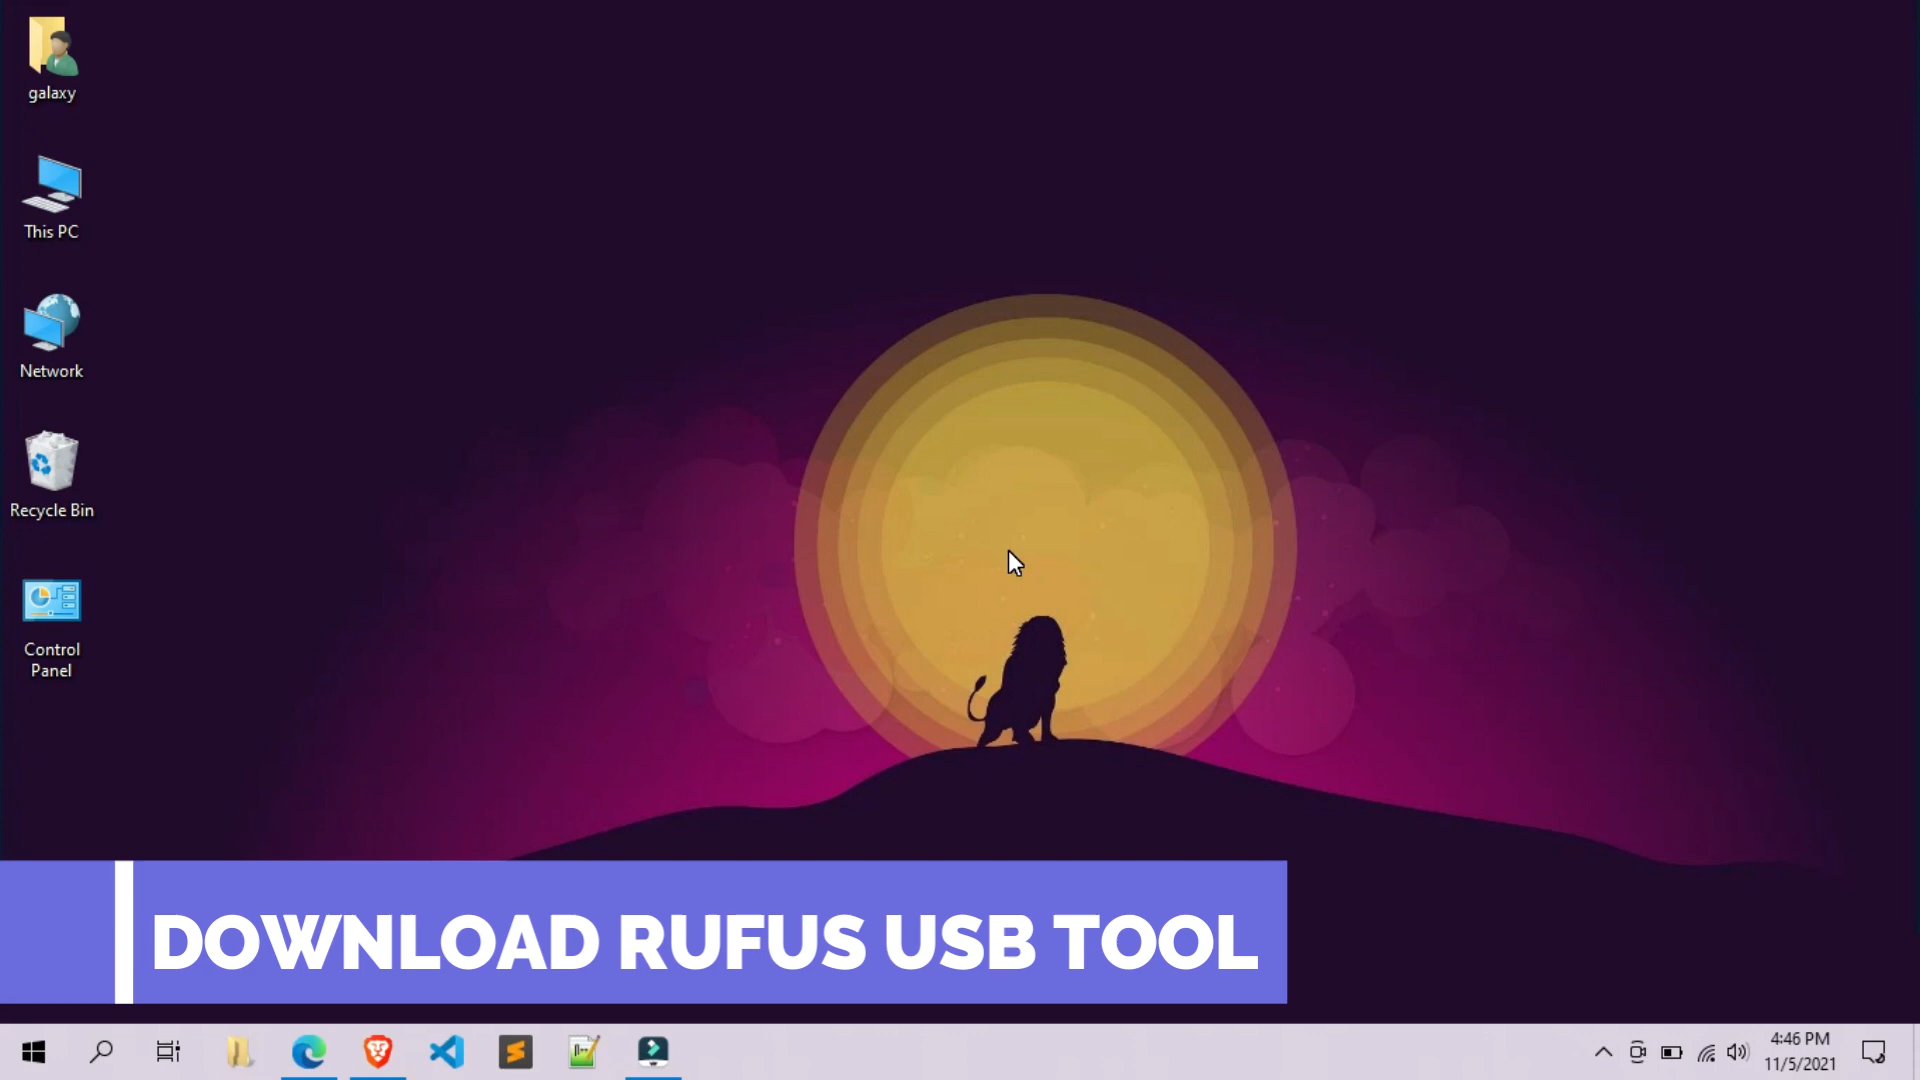 galaxy
This PC
Network
Recycle Bin
Control
Panel
DOWNLOAD RUFUS USB TOOL
4:46 PM
11/5/2021